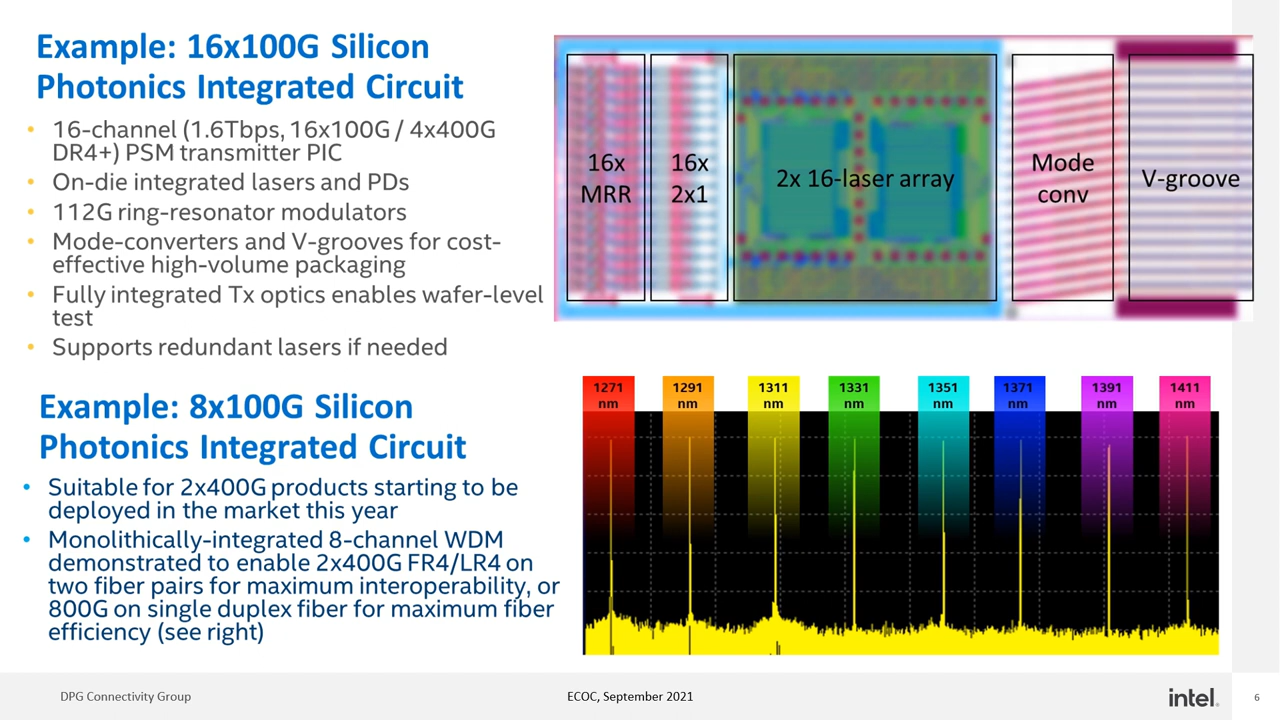 Example: 16x100G Silicon
Photonics Integrated Circuit
• 16-channel (1.6Tbps, 16x100G / 4x400G
DR4+) PSM transmitter PIC
• On-die integrated lasers and PDs
• 112G ring-resonator modulators
• Mode-converters and V-grooves for cost-
effective high-volume packaging
• Fully integrated Tx optics enables wafer-level
test
• Supports redundant lasers if needed
16x
MRR
16x
2x1
2x 16-laser array
Mode
conv
V-groove
Example: 8x100G Silicon
Photonics Integrated Circuit
• Suitable for 2x400G products starting to be
deployed in the market this year
• Monolithically-integrated 8-channel WDM
demonstrated to enable 2x400G FR4/LR4 on
two fiber pairs for maximum interoperability, or
800G on single duplex fiber for maximum fiber
efficiency (see right)
1271
nm
1291
nm
1311
nm
1331
nm
1351
nm
1371
nm
1391
nm
1411
nm
DPG Connectivity Group
ECOC, September 2021
intel.
6